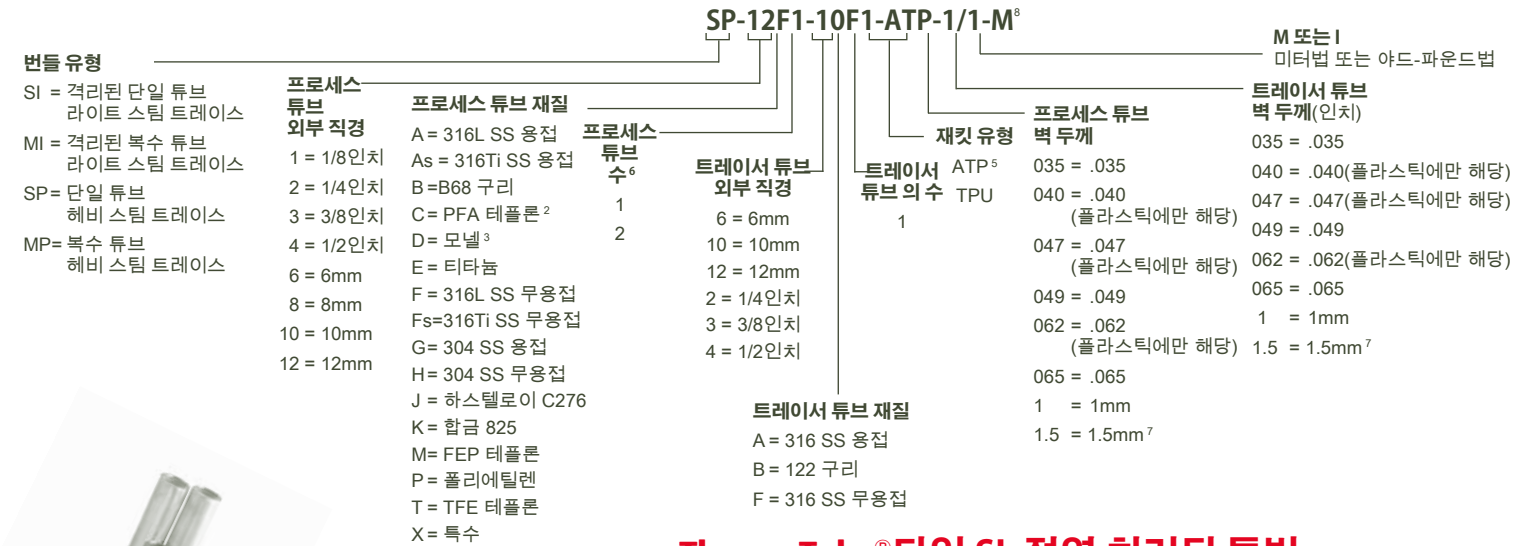 SP-12F1-10F1-ATP-1/1-M⁸
번들 유형
SI = 격리된 단일 튜브
라이트 스팀 트레이스
MI = 격리된 복수 튜브
라이트 스팀 트레이스
SP= 단일 튜브
헤비 스팀 트레이스
MP= 복수 튜브
헤비 스팀 트레이스
프로세스
튜브
외부 직경
1 = 1/8인치
2 = 1/4인치
3 = 3/8인치
4 = 1/2인치
6 = 6mm
8 = 8mm
10 = 10mm
12 = 12mm
프로세스 튜브 재질
A = 316L SS 용접
As = 316Ti SS 용접
B =B68 구리
C= PFA 테플론²
D= 모넬³
E = 티타늄
F = 316L SS 무용접
Fs=316Ti SS 무용접
G= 304 SS 용접
H= 304 SS 무용접
J = 하스텔로이 C276
K= 합금 825
M= FEP 테플론
P = 폴리에틸렌
T = TFE 테플론
X = 특수
프로세스
튜브
수⁶
1
2
트레이서 튜브
외부 직경
6 = 6mm
10 = 10mm
12 = 12mm
2 = 1/4인치
3 = 3/8인치
4 = 1/2인치
트레이서 튜브 재질
A = 316 SS 용접
B = 122 구리
F = 316 SS 무용접
트레이서
튜브 의 수
1
재킷 유형
ATP⁵
TPU
프로세스 튜브
벽 두께
035 = .035
040 = .040
(플라스틱에만 해당)
047 = .047
(플라스틱에만 해당)
049 = .049
062 = .062
(플라스틱에만 해당)
065 = .065
1 = 1mm
1.5 = 1.5mm⁷
트레이서 튜브
벽 두께(인치)
035 = .035
040 = .040(플라스틱에만 해당)
047 = .047(플라스틱에만 해당)
049 = .049
062 = .062(플라스틱에만 해당)
065 = .065
1 = 1mm
1.5 = 1.5mm⁷
M 또는 I
미터법 또는 야드-파운드법